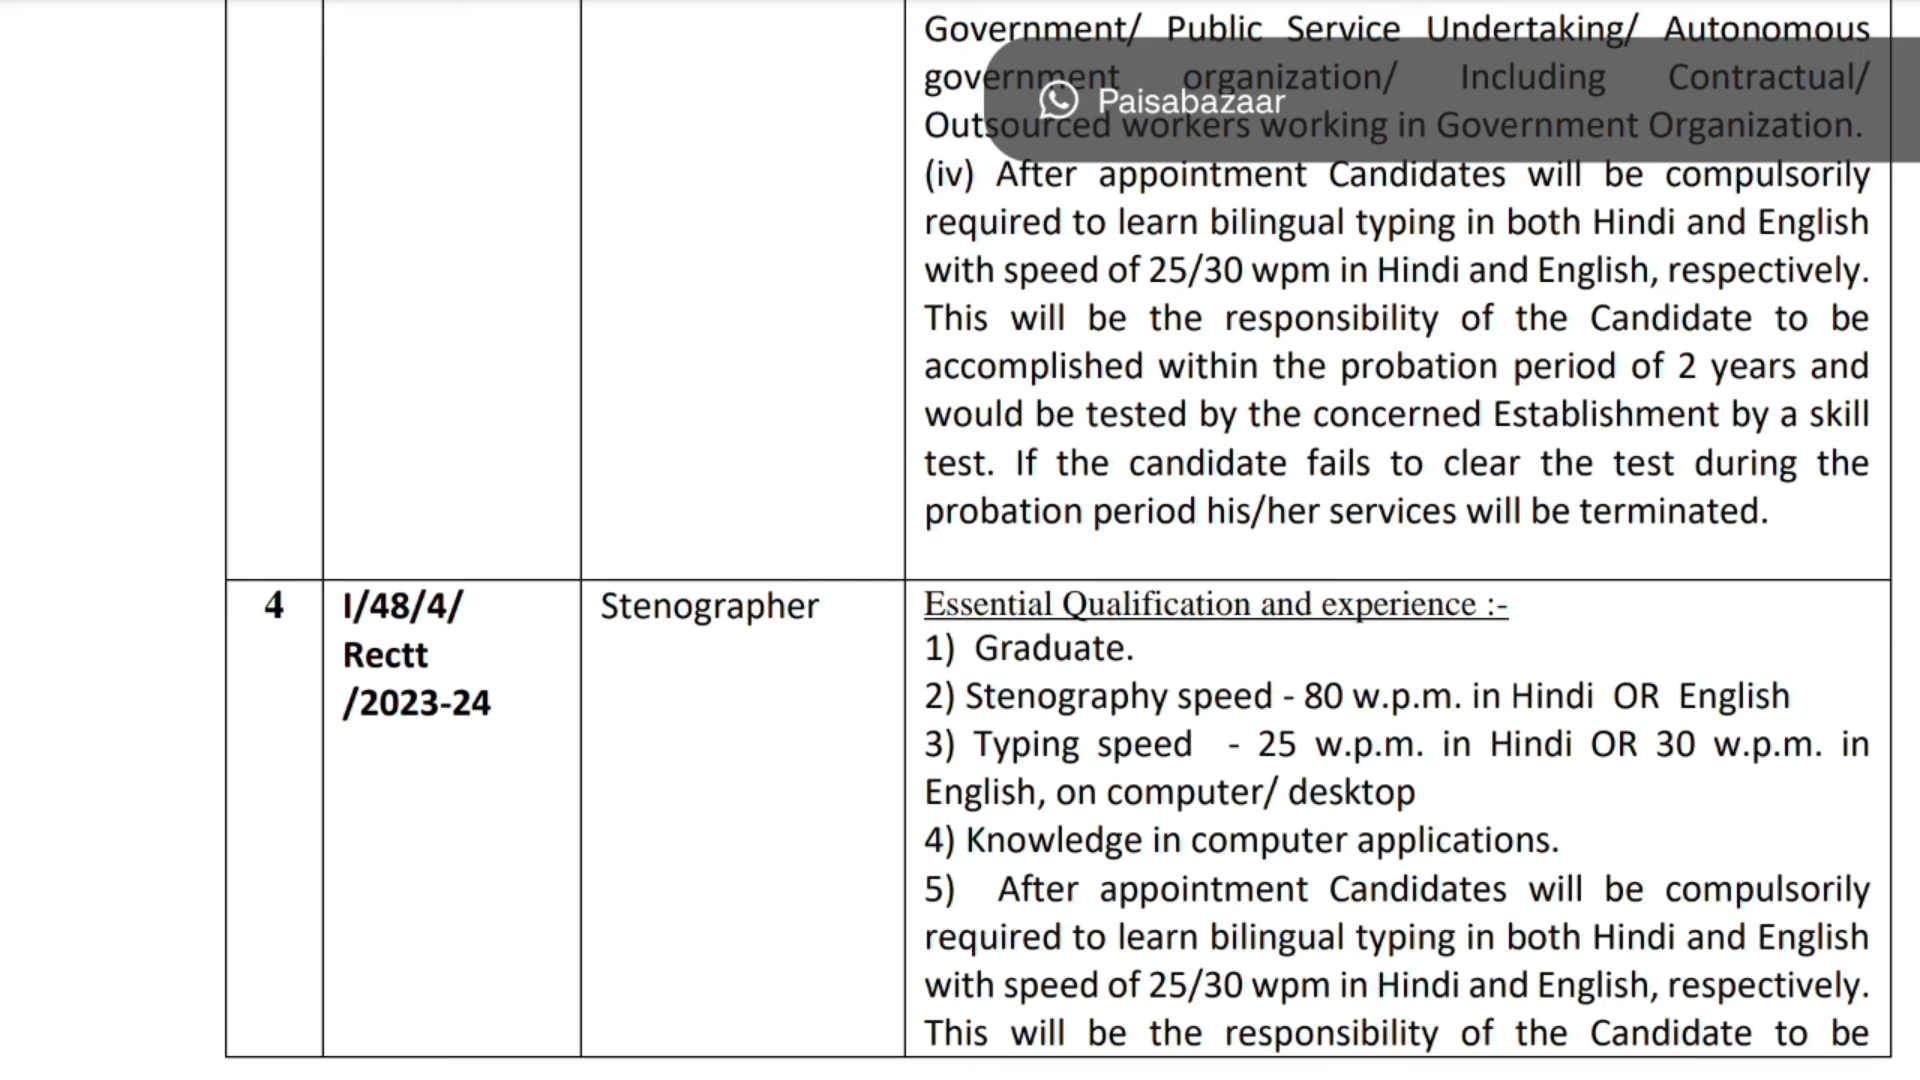 Government/ Public Service Undertaking/ Autonomous
government organization/ Including Contractual/
Paisabazaar
Outsourced workers working in Government Organization.
(iv) After appointment Candidates will be compulsorily
required to learn bilingual typing in both Hindi and English
with speed of 25/30 wpm in Hindi and English, respectively.
This will be the responsibility of the Candidate to be
accomplished within the probation period of 2 years and
would be tested by the concerned Establishment by a skill
test. If the candidate fails to clear the test during the
probation period his/her services will be terminated.
4
I/48/4/
Rectt
/2023-24
Stenographer
Essential Qualification and experience :-
1) Graduate.
2) Stenography speed - 80 w.p.m. in Hindi OR English
3) Typing speed - 25 w.p.m. in Hindi OR 30 w.p.m. in
English, on computer/ desktop
4) Knowledge in computer applications.
5) After appointment Candidates will be compulsorily
required to learn bilingual typing in both Hindi and English
with speed of 25/30 wpm in Hindi and English, respectively.
This will be the responsibility of the Candidate to be